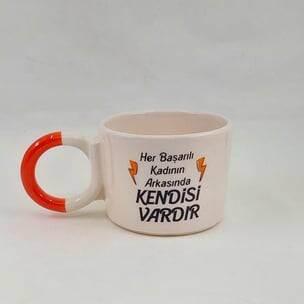 Her Başarılı
Kadının
Arkasında
KENDİSİ
VARDIR